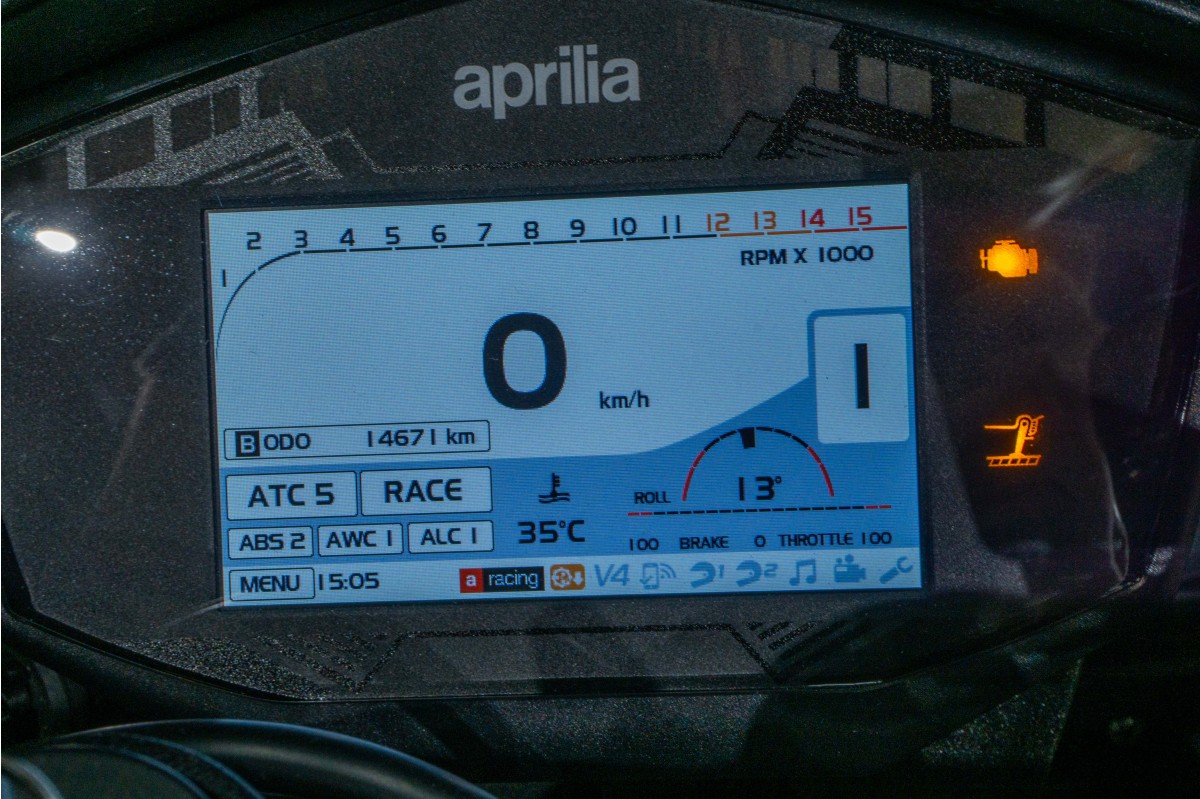 aprilia
1 2 3 4 5 6 7 8 9 10 11 12 13 14 15
RPM X 1000
0 km/h
1
B ODO 14671 km
ATC 5 RACE
35°C
ROLL 13°
ABS 2 AWC 1 ALC 1
100 BRAKE 0 THROTTLE 100
MENU 15:05 a racing V4 1 2